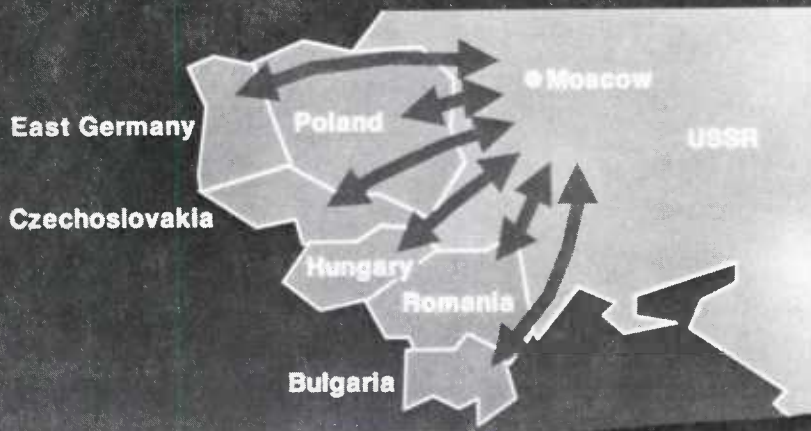 Moscow
East Germany
Poland
USSR
Czechoslovakia
Hungary
Romania
Bulgaria